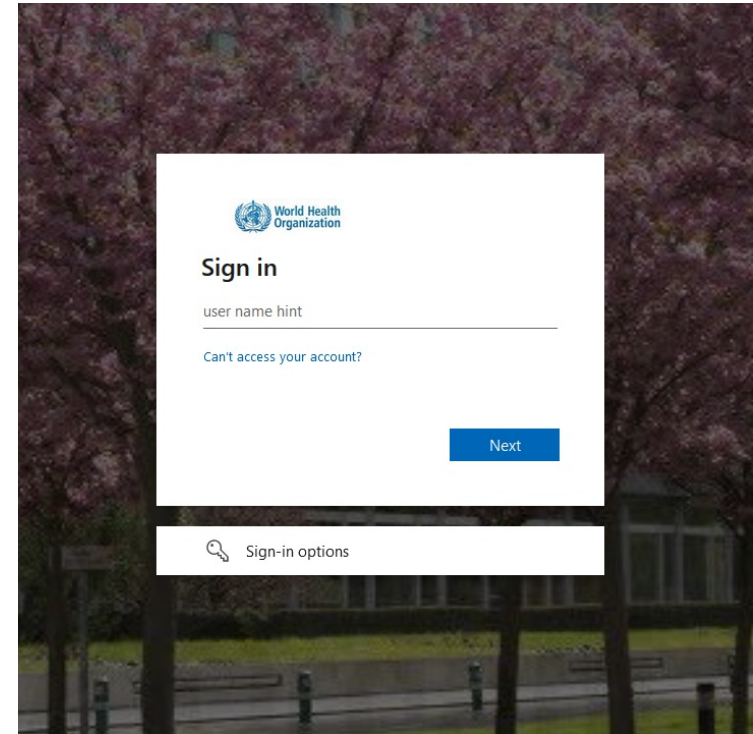 World Health
Organization
Sign in
user name hint
Can't access your account?
Next
Sign-in options